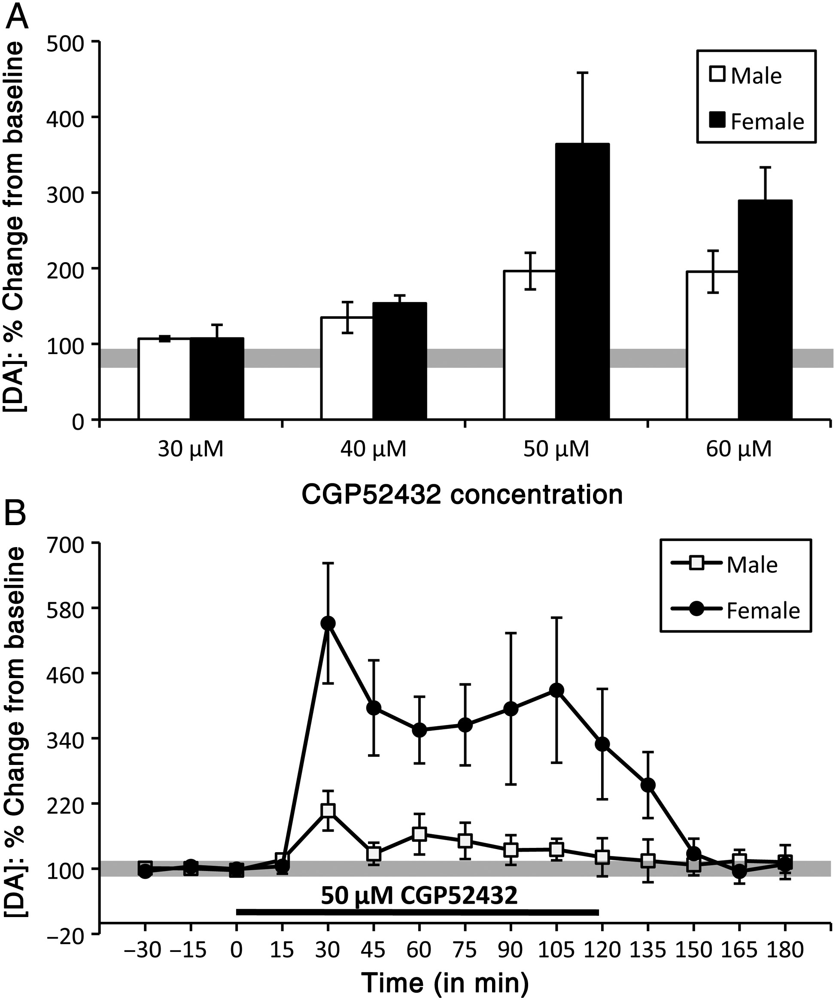 A
[DA]: % Change from baseline
500
400
300
200
100
0
Male
Female
30 µM 40 µM 50 µM 60 µM
CGP52432 concentration
B
[DA]: % Change from baseline
700
580
460
340
220
100
−20
Male
Female
50 µM CGP52432
−30 −15 0 15 30 45 60 75 90 105 120 135 150 165 180
Time (in min)